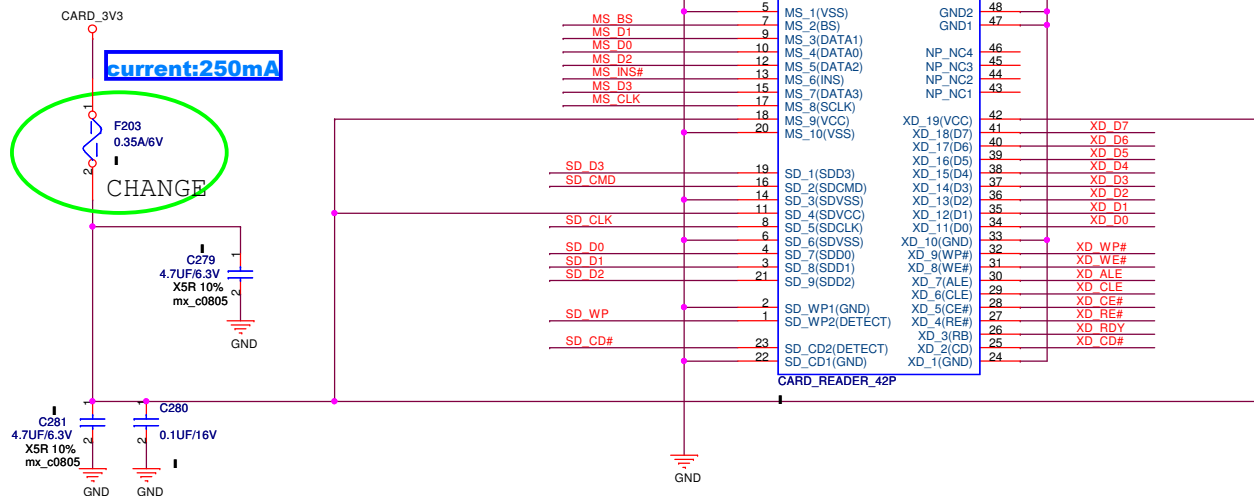 CARD_3V3
current:250mA
1
F203
0.35A/6V
2
CHANGE
C279
4.7UF/6.3V
X5R 10%
mx_c0805
1
2
GND
C281
4.7UF/6.3V
X5R 10%
mx_c0805
1
2
GND
C280
0.1UF/16V
1
2
GND
5 MS_1(VSS)
MS_BS 7 MS_2(BS)
MS_D1 9 MS_3(DATA1)
MS_D0 10 MS_4(DATA0)
MS_D2 12 MS_5(DATA2)
MS_INS# 13 MS_6(INS)
MS_D3 15 MS_7(DATA3)
MS_CLK 17 MS_8(SCLK)
18 MS_9(VCC)
20 MS_10(VSS)
SD_D3 19 SD_1(SDD3)
SD_CMD 16 SD_2(SDCMD)
14 SD_3(SDVSS)
11 SD_4(SDVCC)
SD_CLK 8 SD_5(SDCLK)
6 SD_6(SDVSS)
SD_D0 4 SD_7(SDD0)
SD_D1 3 SD_8(SDD1)
SD_D2 21 SD_9(SDD2)
2 SD_WP1(GND)
SD_WP 1 SD_WP2(DETECT)
SD_CD# 23 SD_CD2(DETECT)
22 SD_CD1(GND)
GND
GND2 48
GND1 47
NP_NC4 46
NP_NC3 45
NP_NC2 44
NP_NC1 43
XD_19(VCC) 42
XD_18(D7) 41 XD_D7
XD_17(D6) 40 XD_D6
XD_16(D5) 39 XD_D5
XD_15(D4) 38 XD_D4
XD_14(D3) 37 XD_D3
XD_13(D2) 36 XD_D2
XD_12(D1) 35 XD_D1
XD_11(D0) 34 XD_D0
XD_10(GND) 33
XD_9(WP#) 32 XD_WP#
XD_8(WE#) 31 XD_WE#
XD_7(ALE) 30 XD_ALE
XD_6(CLE) 29 XD_CLE
XD_5(CE#) 28 XD_CE#
XD_4(RE#) 27 XD_RE#
XD_3(RB) 26 XD_RDY
XD_2(CD) 25 XD_CD#
XD_1(GND) 24
CARD_READER_42P